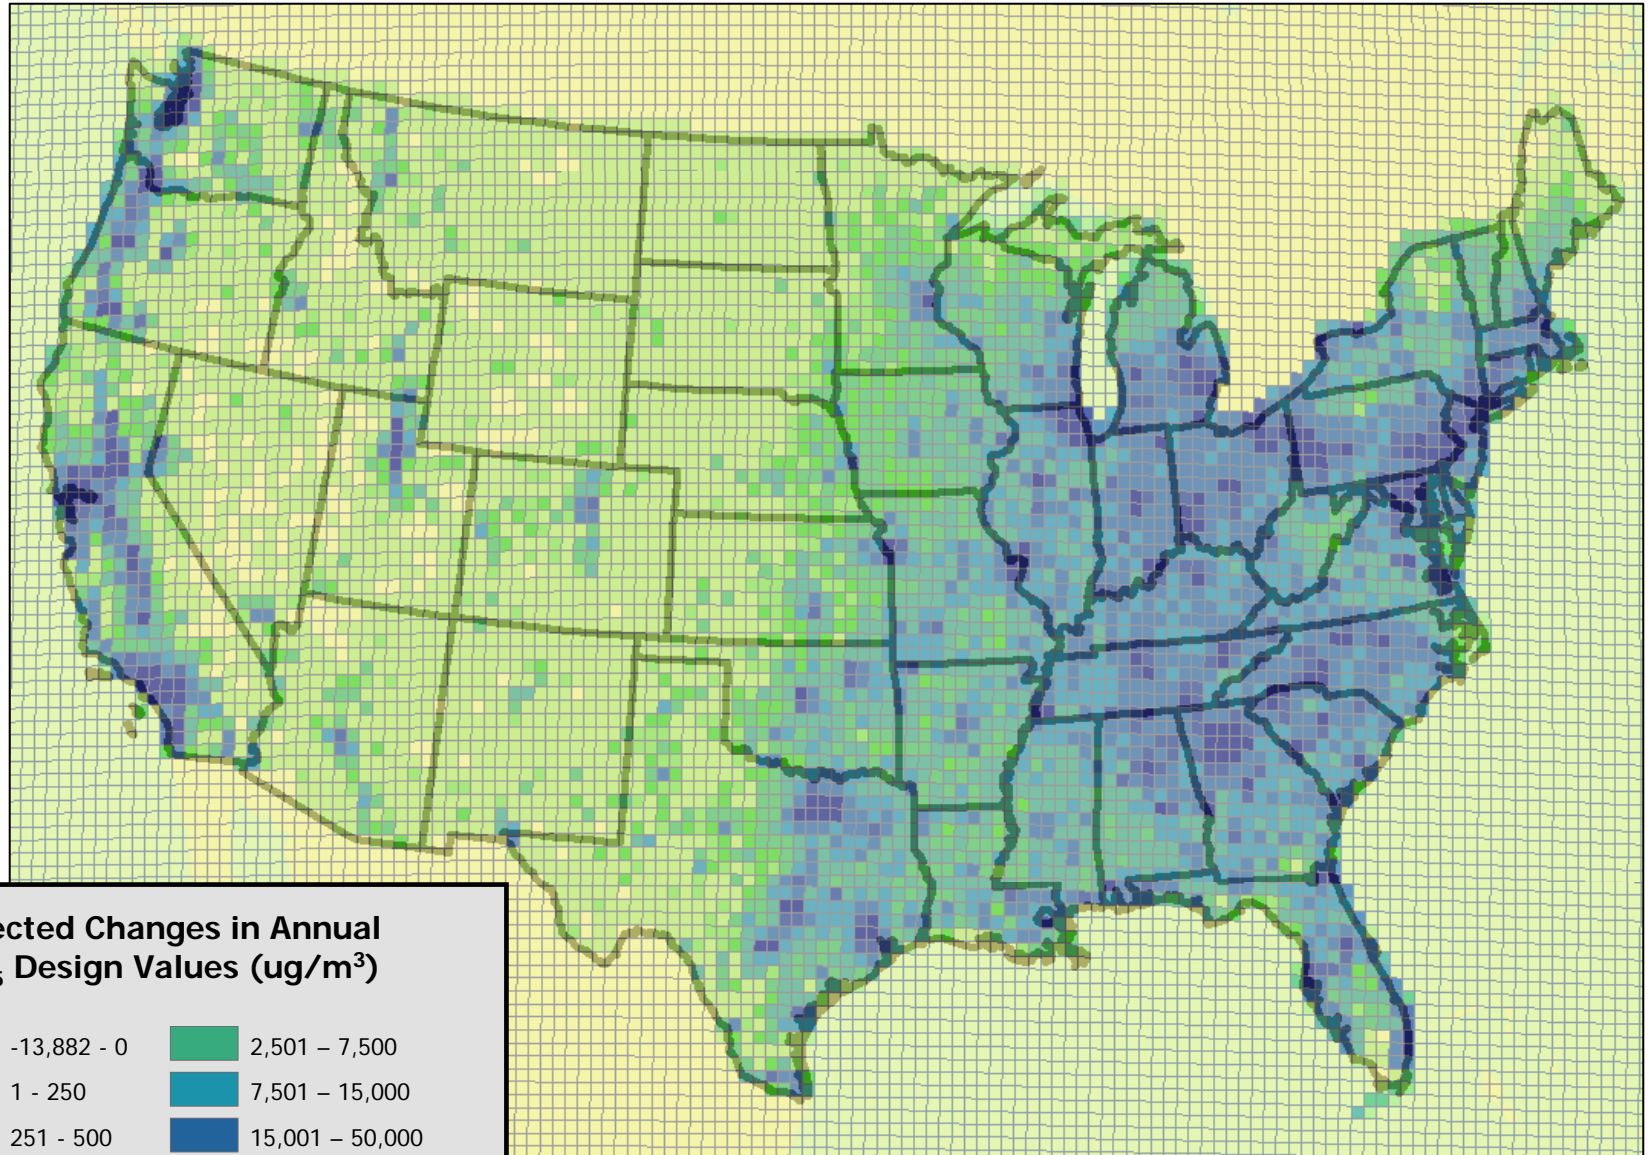 Changes in Annual
Design Values (ug/m³)
-13,882 - 0
2,501 – 7,500
1 - 250
7,501 – 15,000
251 - 500
15,001 – 50,000